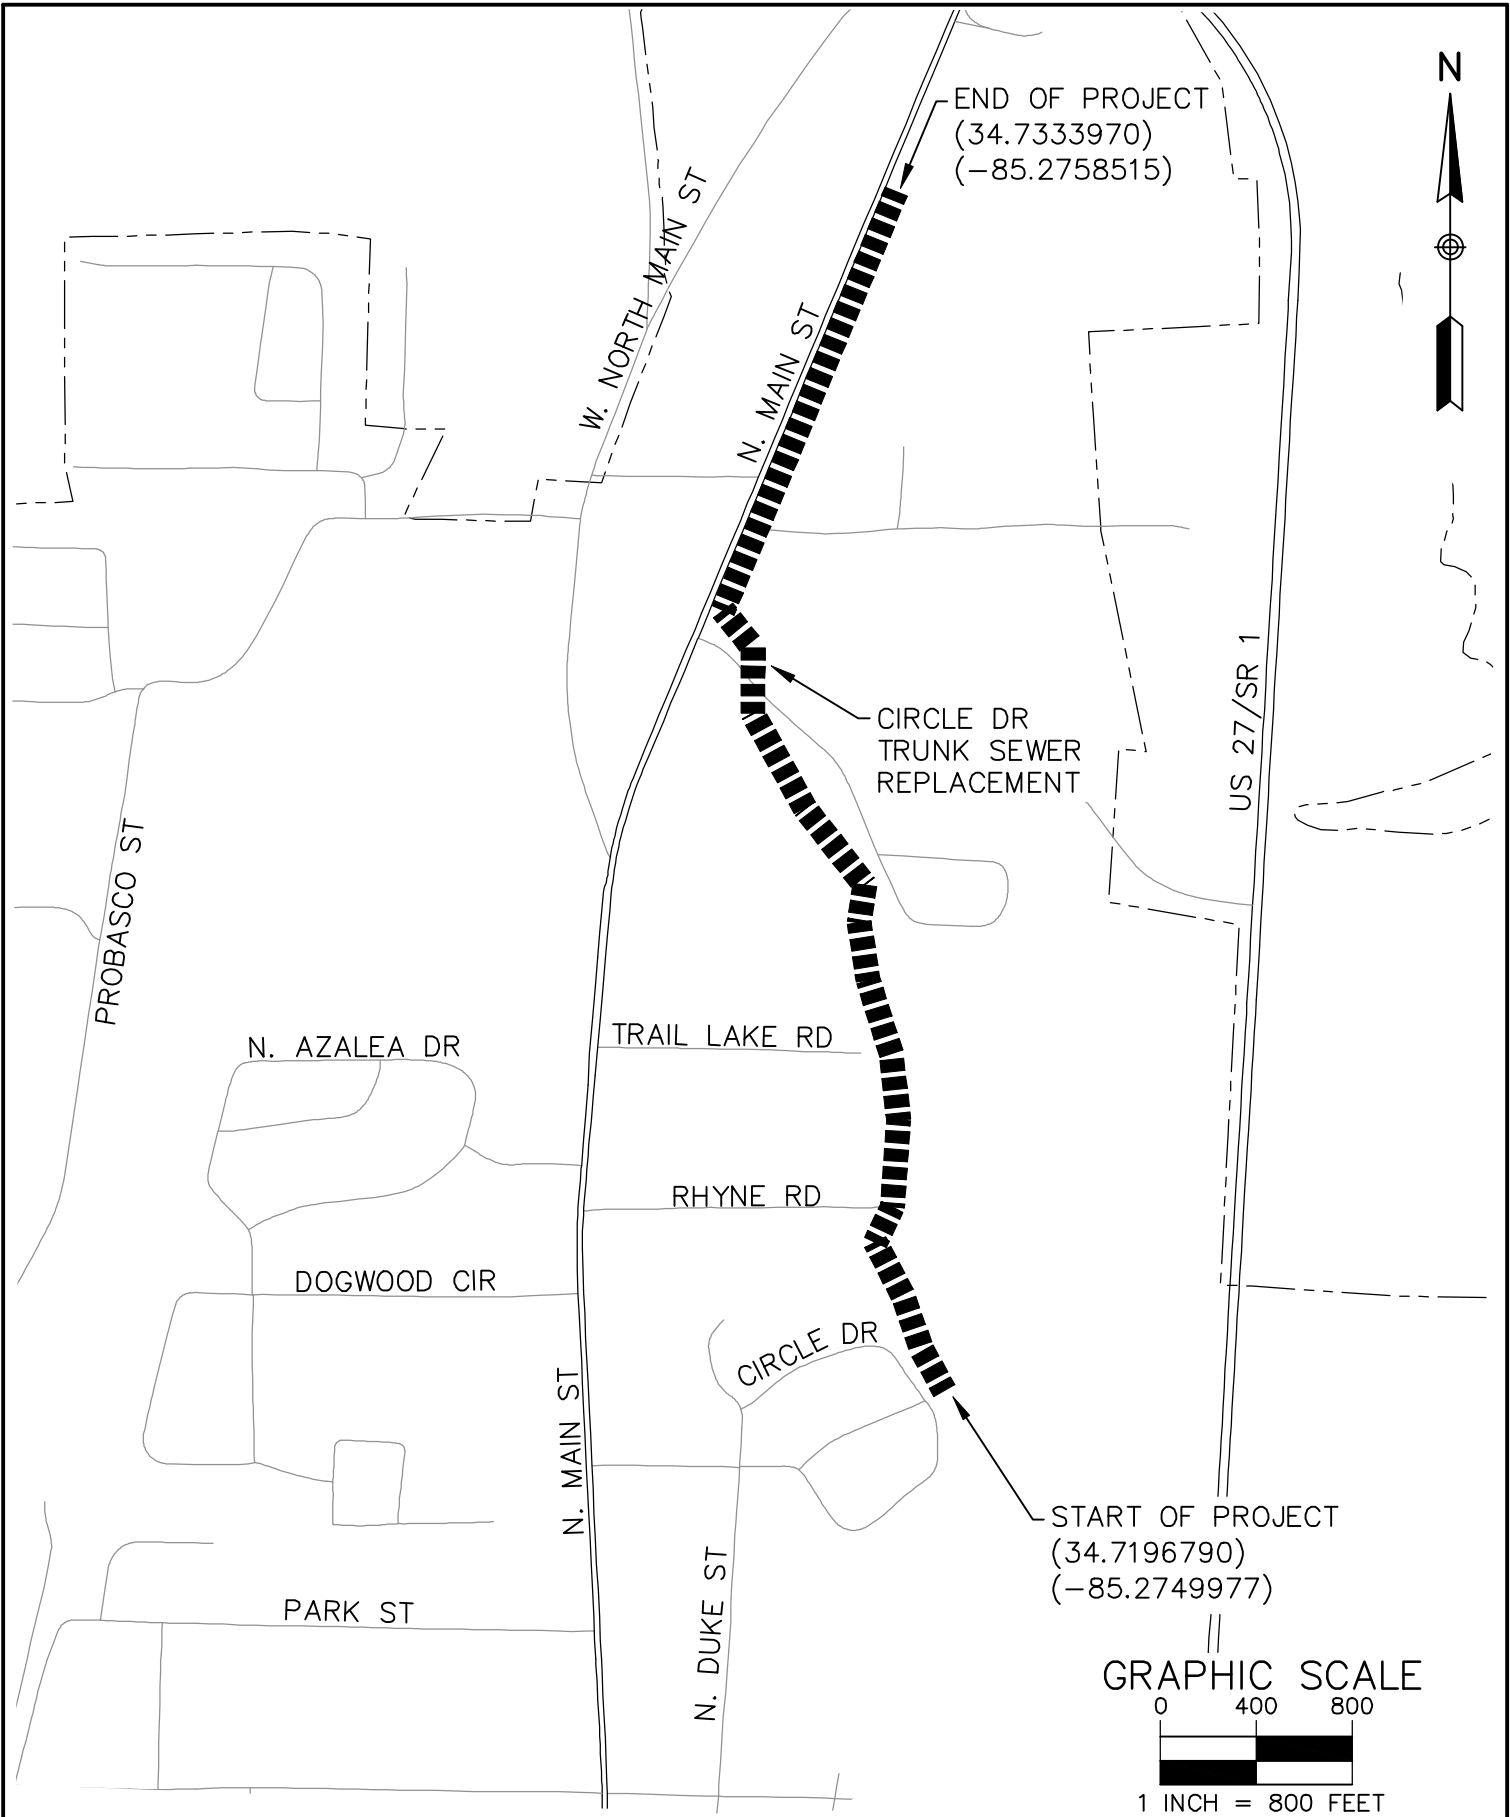 N
END OF PROJECT
(34.7333970)
(-85.2758515)
W. NORTH MAIN ST
N. MAIN ST
CIRCLE DR
TRUNK SEWER
REPLACEMENT
US 27/SR 1
PROBASCO ST
N. AZALEA DR
TRAIL LAKE RD
RHYNE RD
DOGWOOD CIR
CIRCLE DR
N. MAIN ST
START OF PROJECT
(34.7196790)
(-85.2749977)
N. DUKE ST
PARK ST
GRAPHIC SCALE
0 400 800
1 INCH = 800 FEET